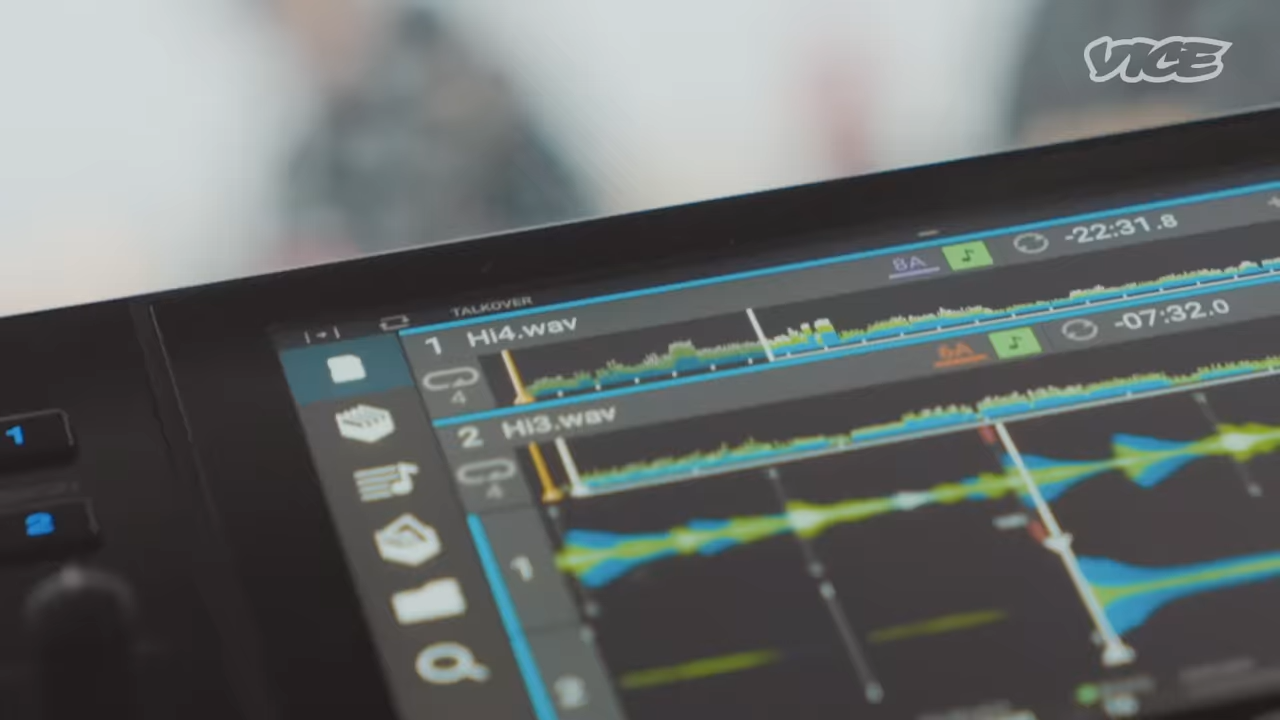 VICE
TALKOVER
8A -22:31.8
1 Hi4.wav
4
6A -07:32.0
2 Hi3.wav
4
1
2
1
2